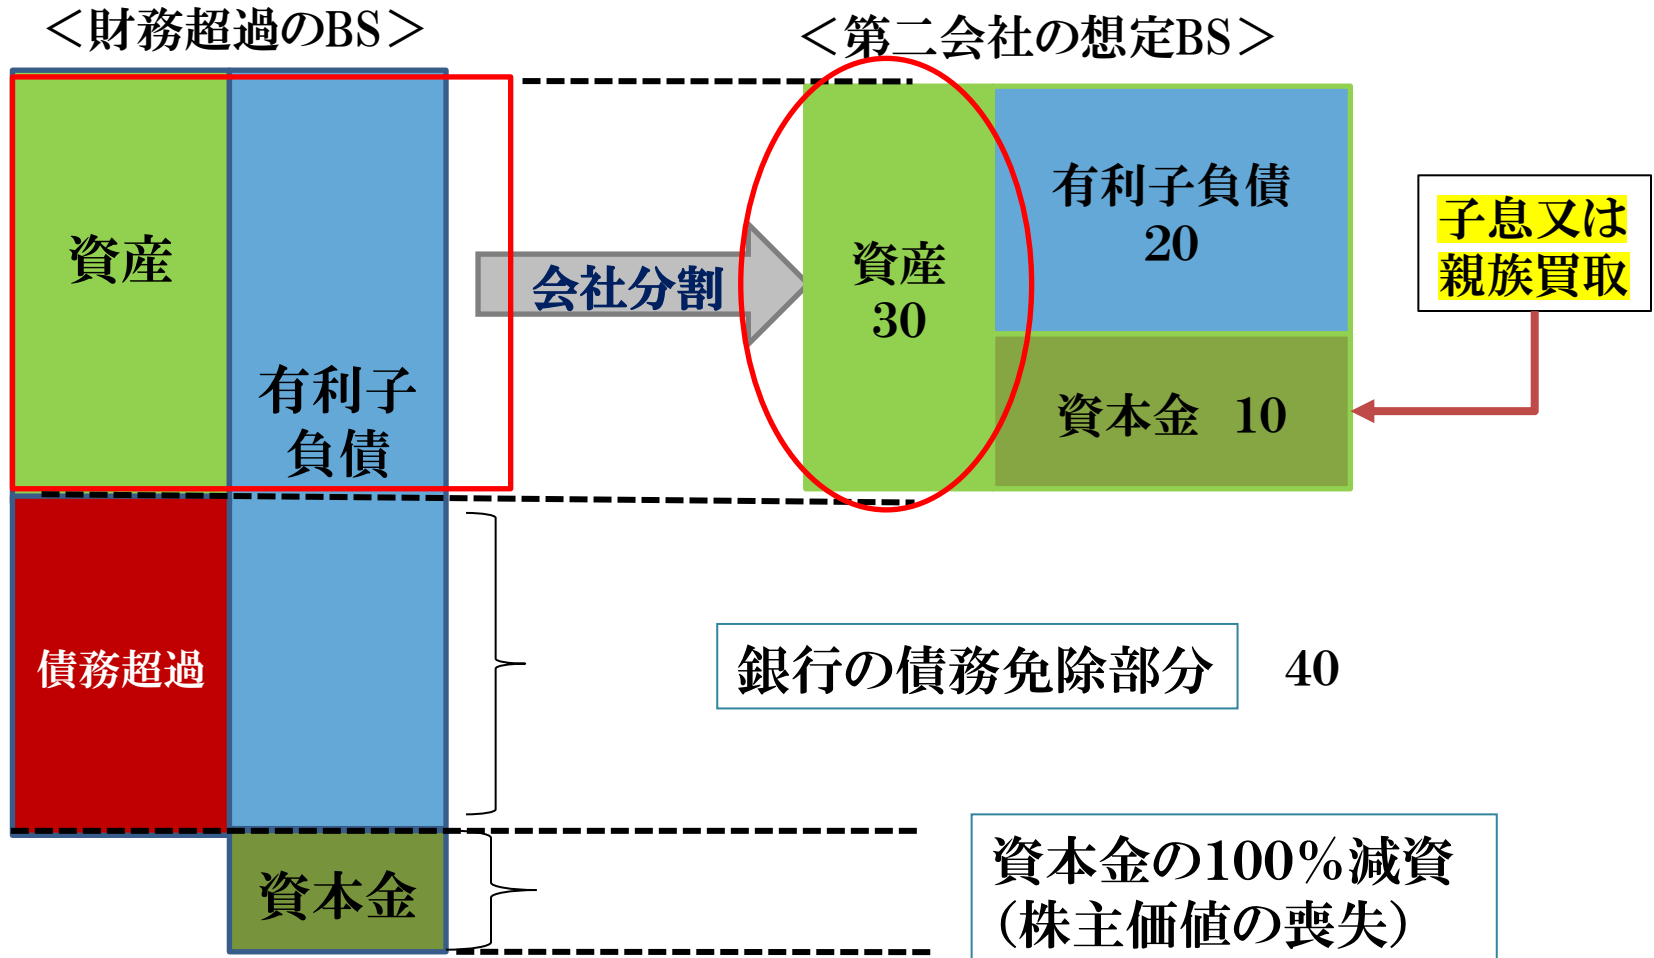 ＜財務超過のBS＞
＜第二会社の想定BS＞
資産
有利子
負債
債務超過
資本金
会社分割
資産
30
有利子負債
20
資本金 10
子息又は
親族買取
銀行の債務免除部分 40
資本金の100％減資
（株主価値の喪失）